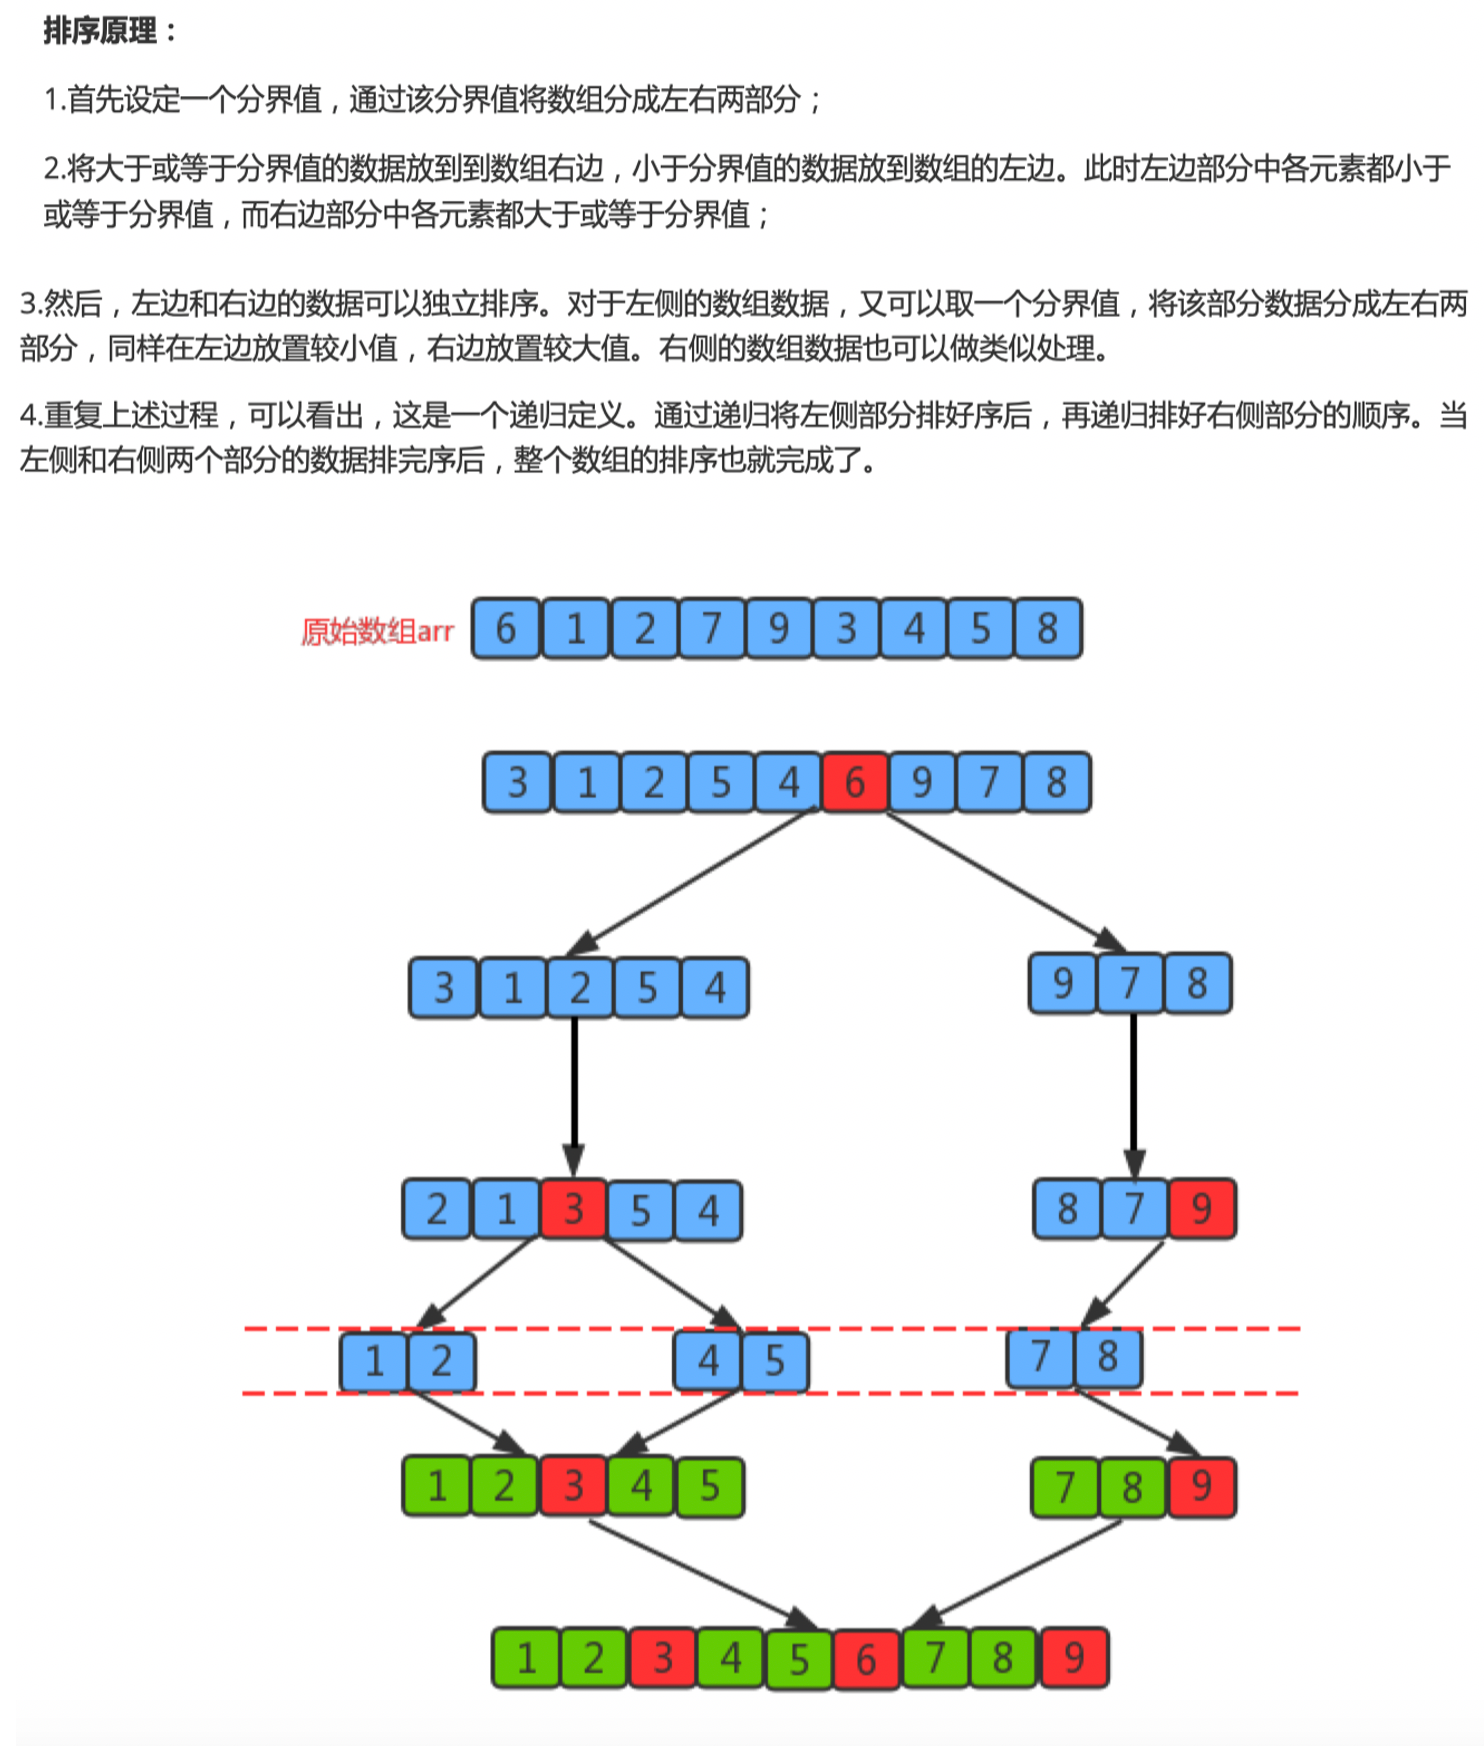 排序原理：
1.首先设定一个分界值，通过该分界值将数组分成左右两部分；
2.将大于或等于分界值的数据放到到数组右边，小于分界值的数据放到数组的左边。此时左边部分中各元素都小于
或等于分界值，而右边部分中各元素都大于或等于分界值；
3.然后，左边和右边的数据可以独立排序。对于左侧的数组数据，又可以取一个分界值，将该部分数据分成左右两
部分，同样在左边放置较小值，右边放置较大值。右侧的数组数据也可以做类似处理。
4.重复上述过程，可以看出，这是一个递归定义。通过递归将左侧部分排好序后，再递归排好右侧部分的顺序。当
左侧和右侧两个部分的数据排完序后，整个数组的排序也就完成了。
原始数组arr 6 1 2 7 9 3 4 5 8
3 1 2 5 4 6 9 7 8
3 1 2 5 4 9 7 8
2 1 3 5 4 8 7 9
1 2 4 5 7 8
1 2 3 4 5 7 8 9
1 2 3 4 5 6 7 8 9